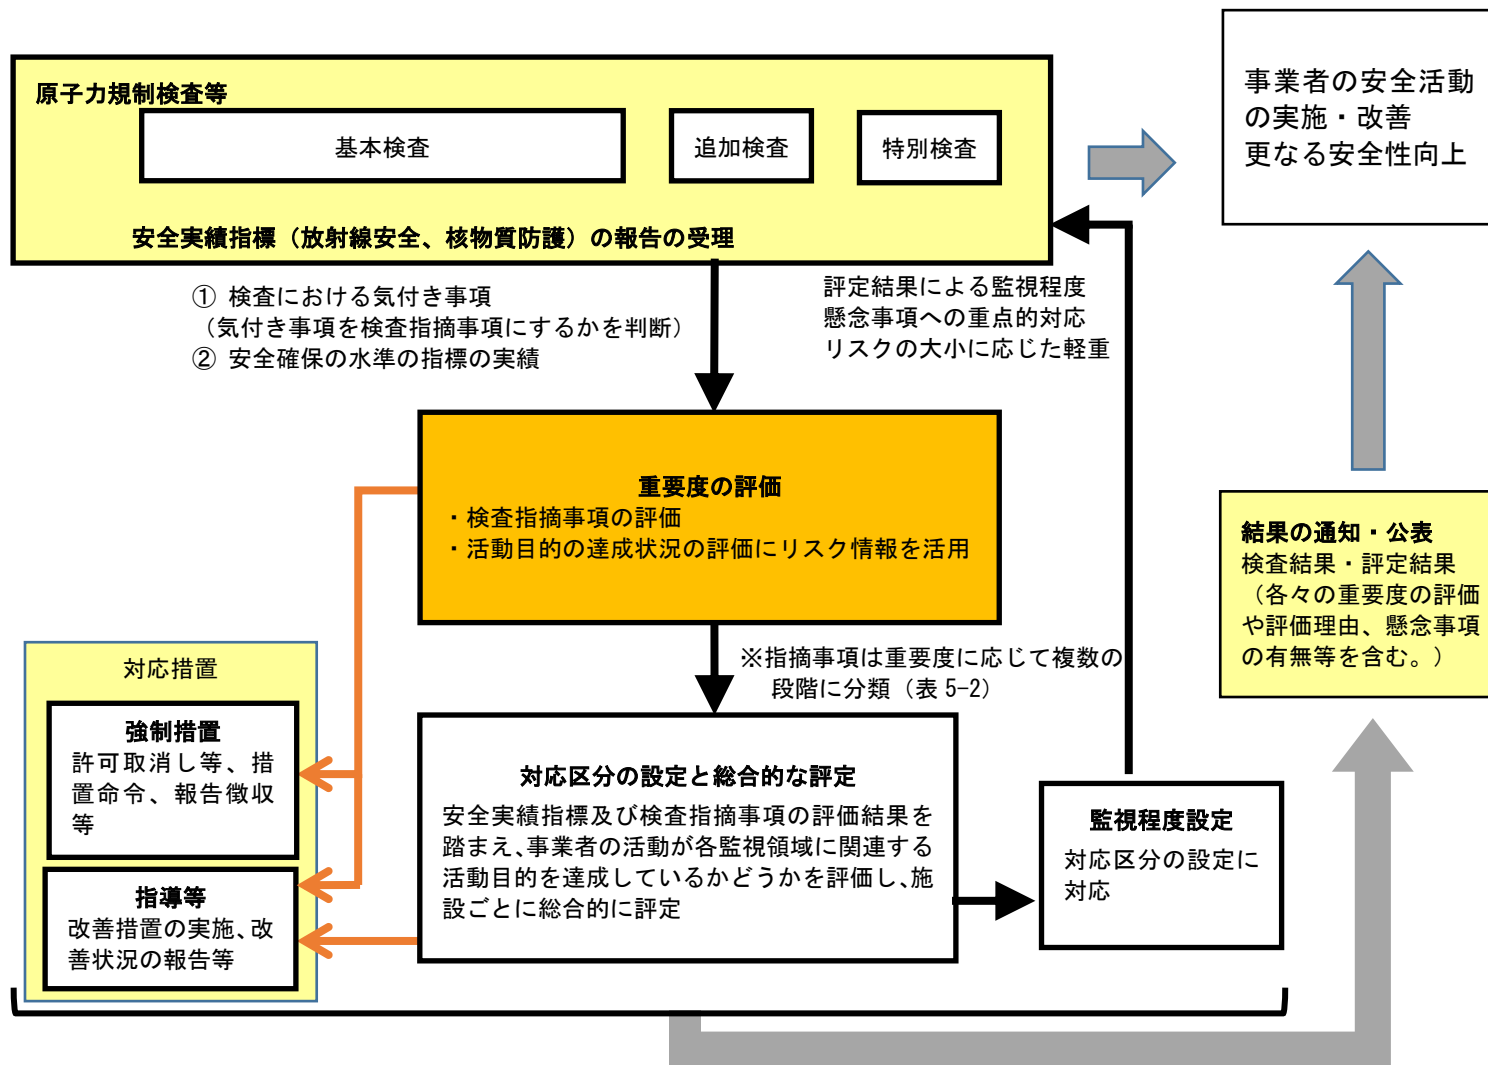 原子力規制検査等
基本検査
追加検査
特別検査
安全実績指標（放射線安全、核物質防護）の報告の受理
事業者の安全活動
の実施・改善
更なる安全性向上
① 検査における気付き事項
（気付き事項を検査指摘事項にするかを判断）
② 安全確保の水準の指標の実績
評定結果による監視程度
懸念事項への重点的対応
リスクの大小に応じた軽重
重要度の評価
・検査指摘事項の評価
・活動目的の達成状況の評価にリスク情報を活用
結果の通知・公表
検査結果・評定結果
（各々の重要度の評価
や評価理由、懸念事項
の有無等を含む。）
※指摘事項は重要度に応じて複数の
段階に分類（表 5-2）
対応措置
強制措置
許可取消し等、措
置命令、報告徴収
等
指導等
改善措置の実施、改
善状況の報告等
対応区分の設定と総合的な評定
安全実績指標及び検査指摘事項の評価結果を
踏まえ、事業者の活動が各監視領域に関連する
活動目的を達成しているかどうかを評価し、施
設ごとに総合的に評定
監視程度設定
対応区分の設定に
対応